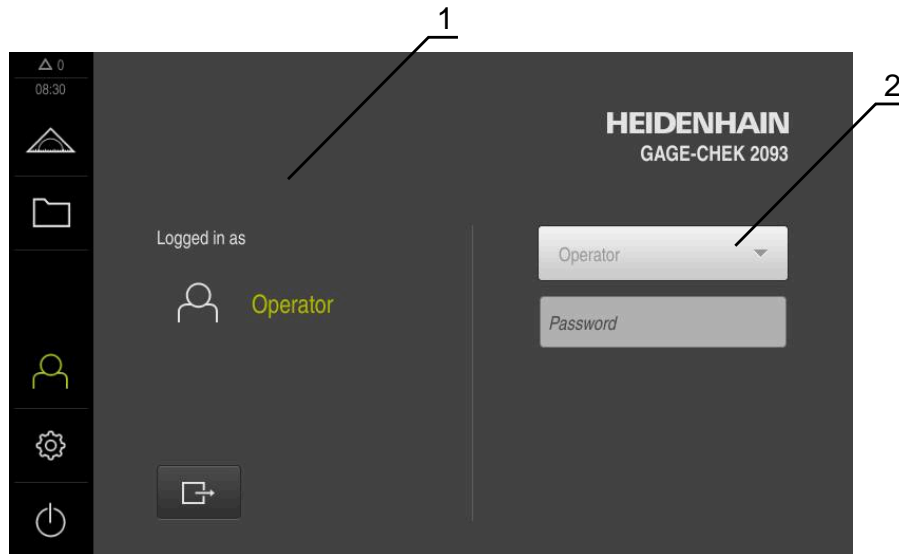 1
△ 0
08:30
2
HEIDENHAIN
GAGE-CHEK 2093
Logged in as
Operator
Operator
Password